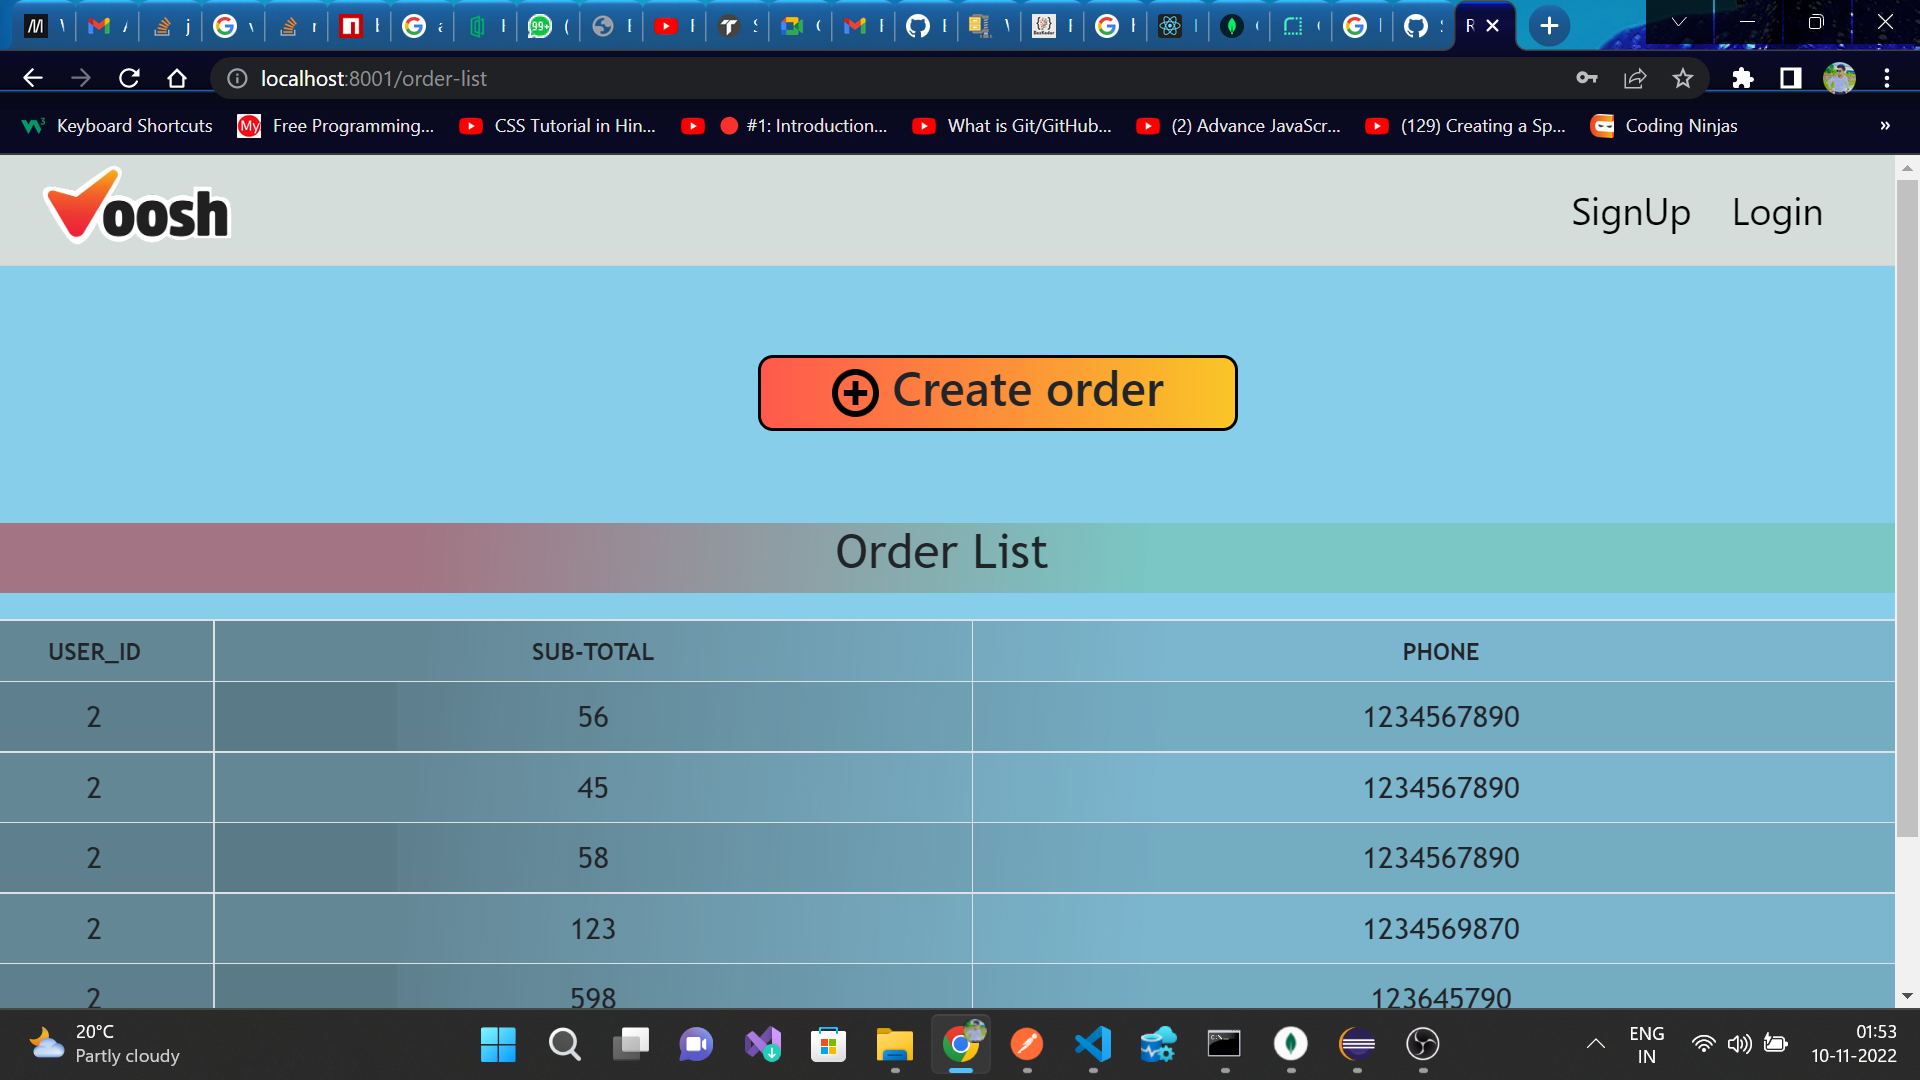 localhost:8001/order-list
Keyboard Shortcuts Free Programming... CSS Tutorial in Hin... #1: Introduction... What is Git/GitHub... (2) Advance JavaScr... (129) Creating a Sp... Coding Ninjas »
Voosh SignUp Login
Create order
Order List
USER_ID SUB-TOTAL PHONE
2 56 1234567890
2 45 1234567890
2 58 1234567890
2 123 1234569870
2 598 123645790
20°C
Partly cloudy
ENG
IN
01:53
10-11-2022